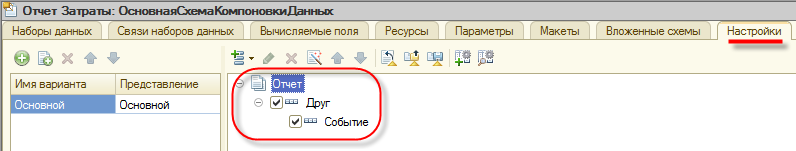 Отчет Затраты: ОсновнаяСхемаКомпоновкиДанных
Наборы данных Связи наборов данных Вычисляемые поля Ресурсы Параметры Макеты Вложенные схемы Настройки
Имя варианта Представление
Основной Основной
Отчет
Друг
Событие